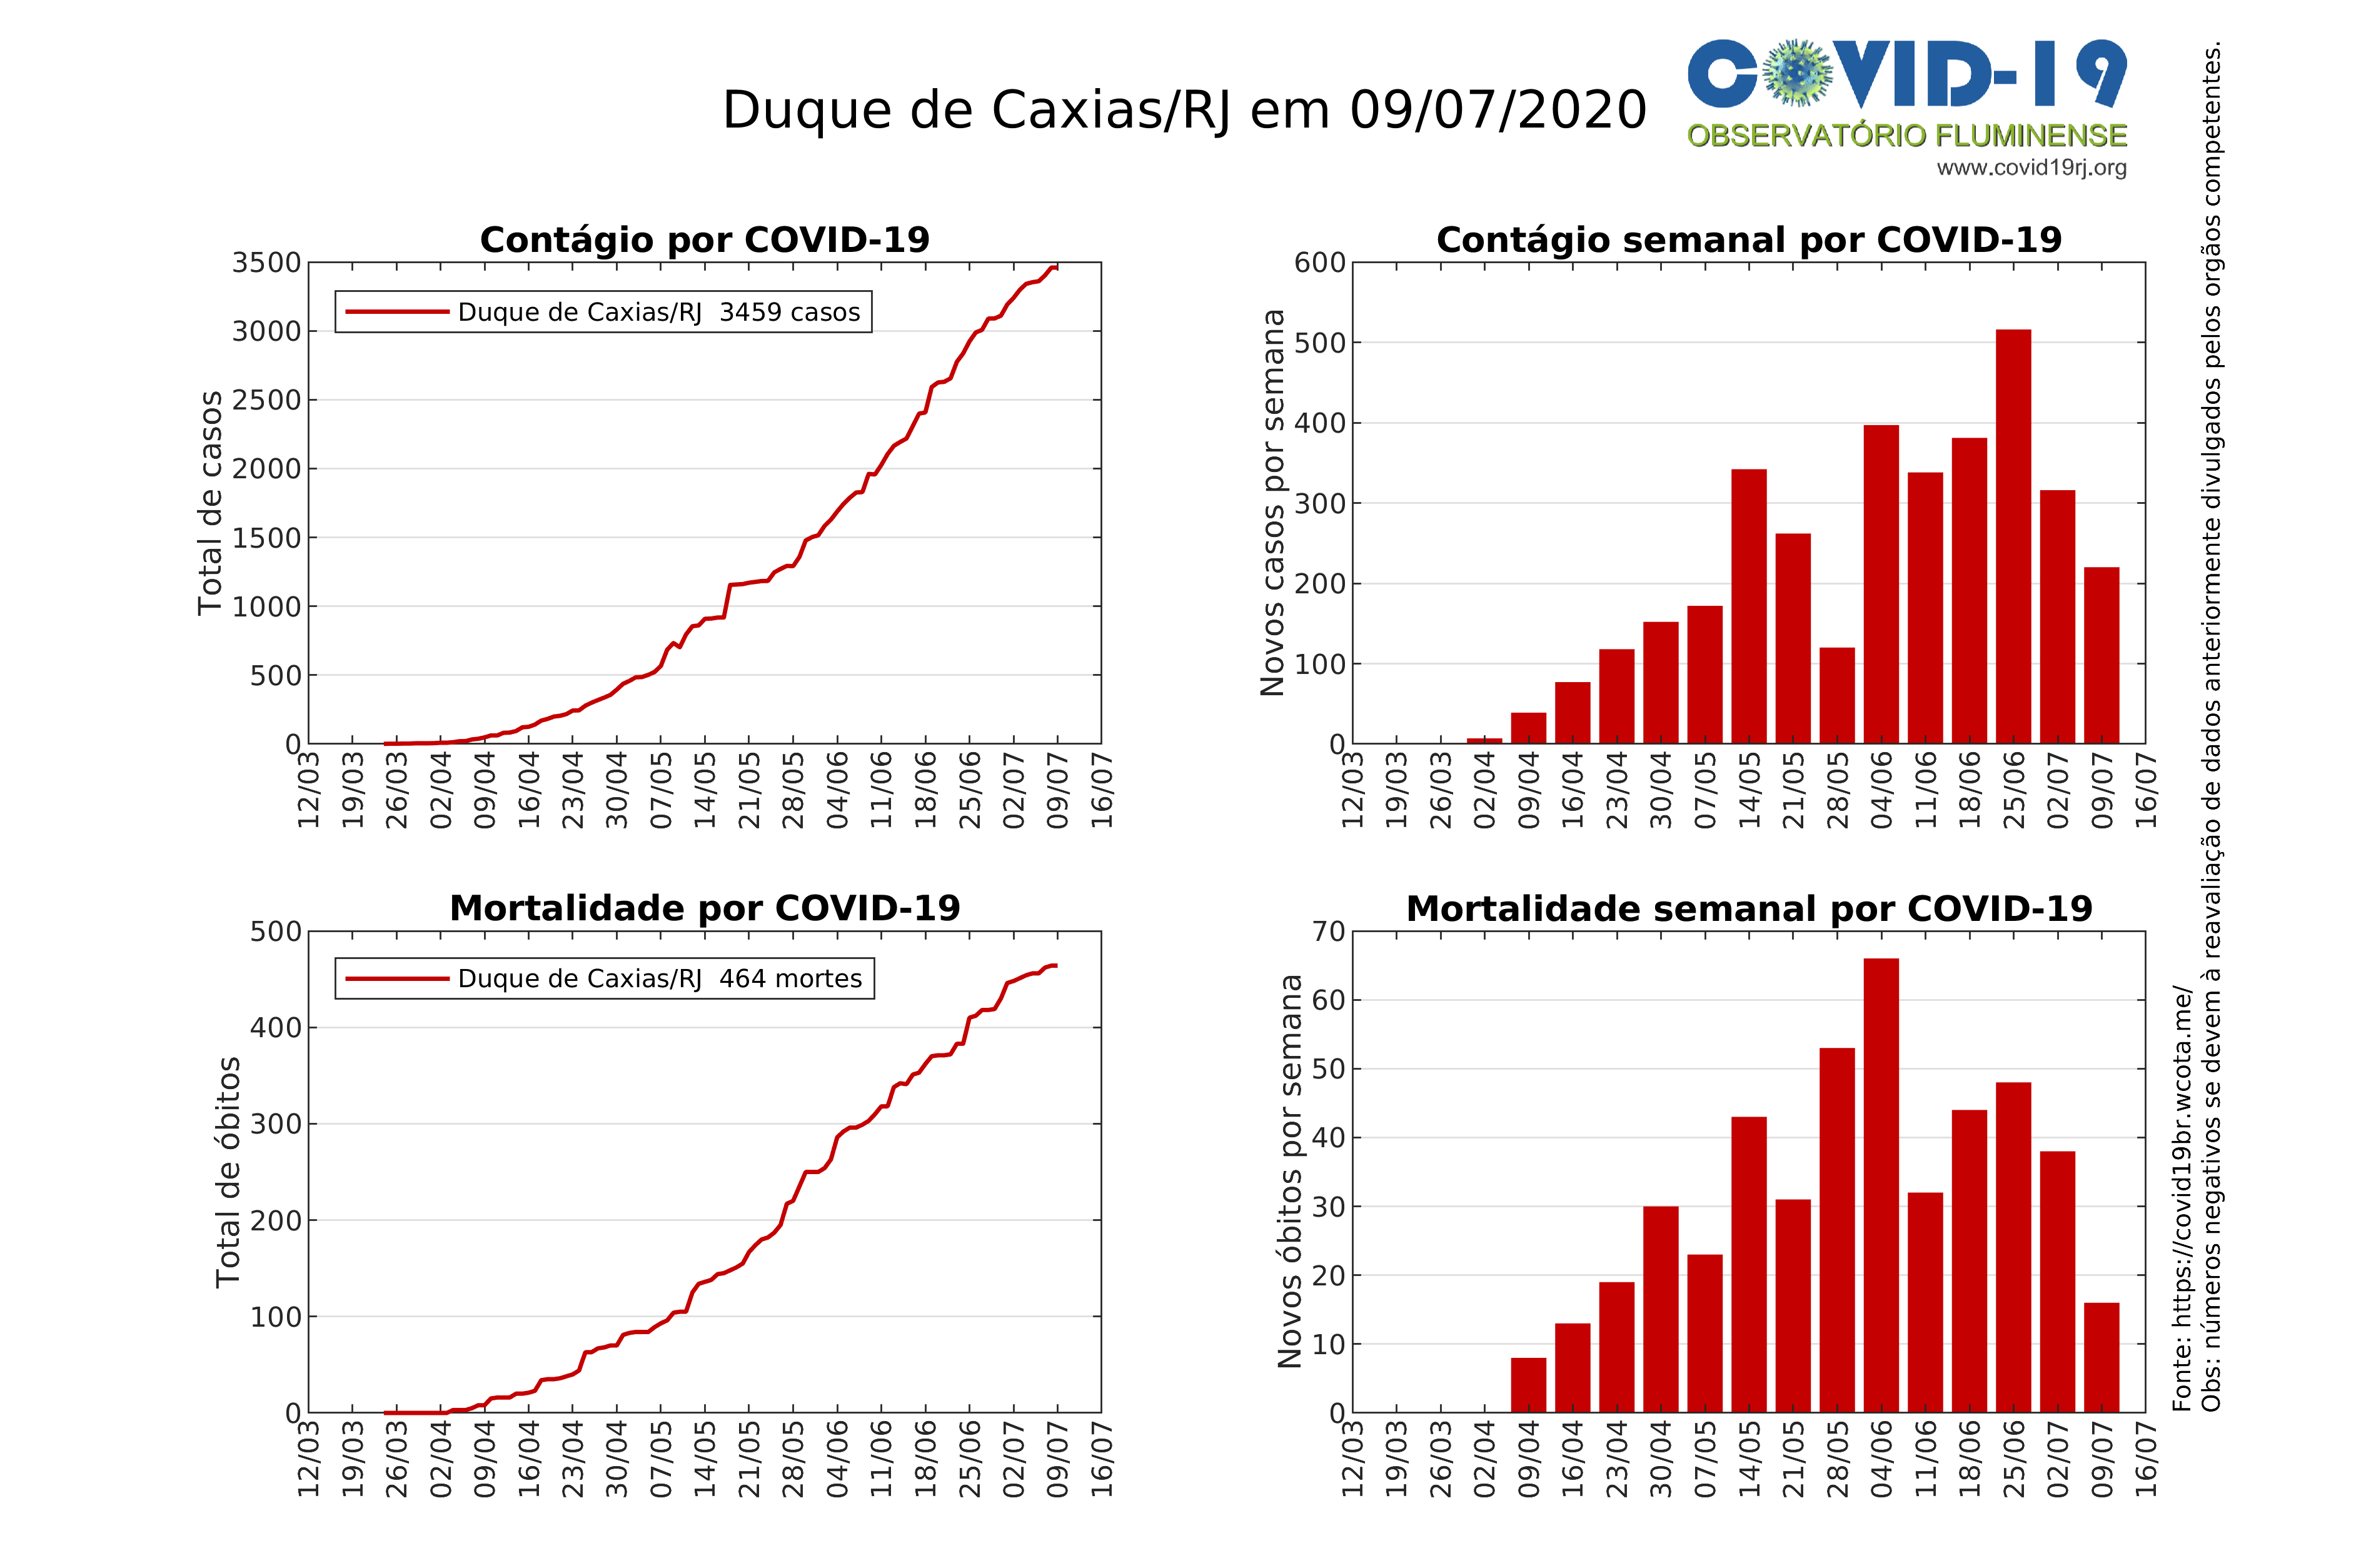 Duque de Caxias/RJ em 09/07/2020
COVID-19
OBSERVATÓRIO FLUMINENSE
www.covid19rj.org
Contágio por COVID-19
Total de casos
3500
3000
2500
2000
1500
1000
500
0
Duque de Caxias/RJ 3459 casos
12/03 19/03 26/03 02/04 09/04 16/04 23/04 30/04 07/05 14/05 21/05 28/05 04/06 11/06 18/06 25/06 02/07 09/07 16/07
Contágio semanal por COVID-19
Novos casos por semana
600
500
400
300
200
100
0
12/03 19/03 26/03 02/04 09/04 16/04 23/04 30/04 07/05 14/05 21/05 28/05 04/06 11/06 18/06 25/06 02/07 09/07 16/07
Mortalidade por COVID-19
Total de óbitos
500
400
300
200
100
0
Duque de Caxias/RJ 464 mortes
12/03 19/03 26/03 02/04 09/04 16/04 23/04 30/04 07/05 14/05 21/05 28/05 04/06 11/06 18/06 25/06 02/07 09/07 16/07
Mortalidade semanal por COVID-19
Novos óbitos por semana
70
60
50
40
30
20
10
0
12/03 19/03 26/03 02/04 09/04 16/04 23/04 30/04 07/05 14/05 21/05 28/05 04/06 11/06 18/06 25/06 02/07 09/07 16/07
Fonte: https://covid19br.wcota.me/
Obs: números negativos se devem à reavaliação de dados anteriormente divulgados pelos orgãos competentes.